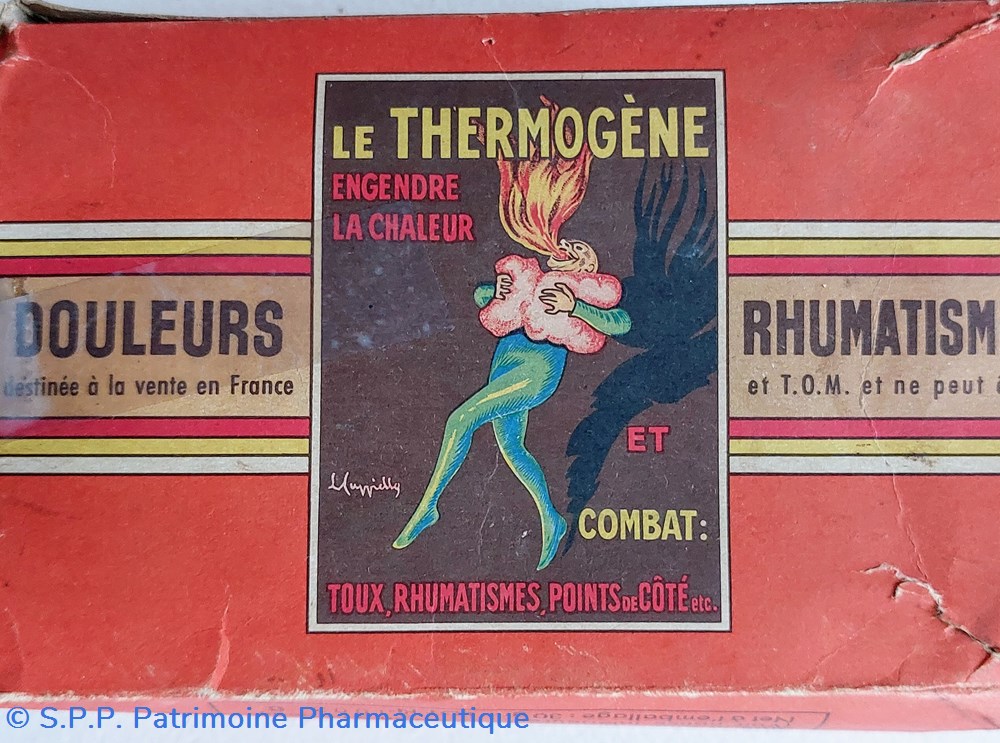 LE THERMOGÈNE
ENGENDRE
LA CHALEUR
DOULEURS
destinée à la vente en France
RHUMATISM
et T.O.M. et ne peut
ET
L Cappiello
COMBAT:
TOUX, RHUMATISMES, POINTS DE CÔTÉ etc.
© S.P.P. Patrimoine Pharmaceutique